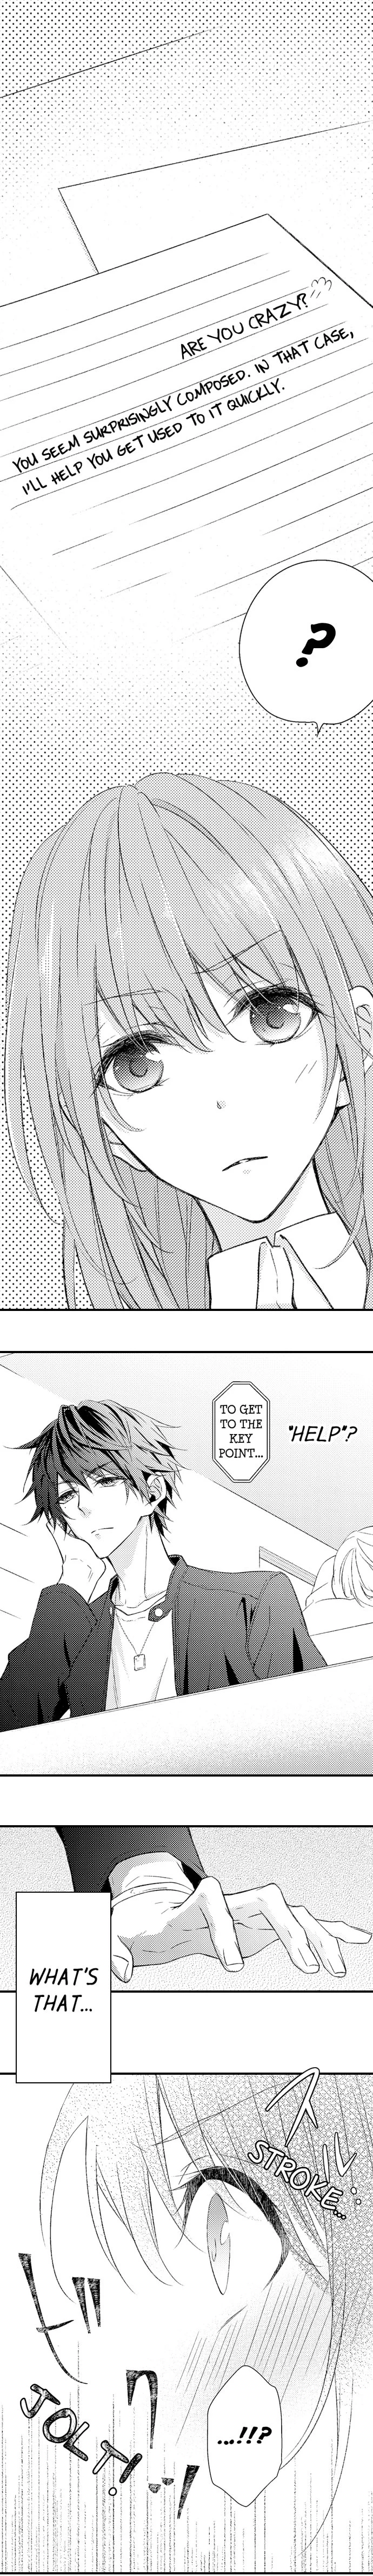 ARE YOU CRAZY?
YOU SEEM SURPRISINGLY COMPOSED. IN THAT CASE,
I'LL HELP YOU GET USED TO IT QUICKLY.
?
"HELP"?
TO GET
TO THE
KEY
POINT...
WHAT'S
THAT...
スル...
STROKE...
ビクッ
JOLT!
...!!?